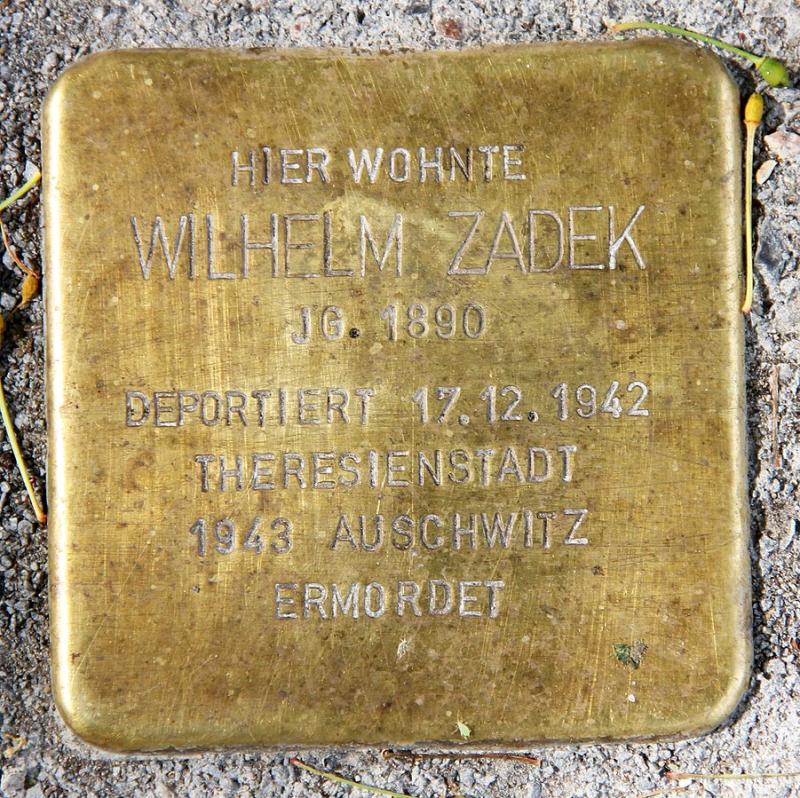 HIER WOHNTE
WILHELM ZADEK
JG. 1890
DEPORTIERT 17.12.1942
THERESIENSTADT
1943 AUSCHWITZ
ERMORDET